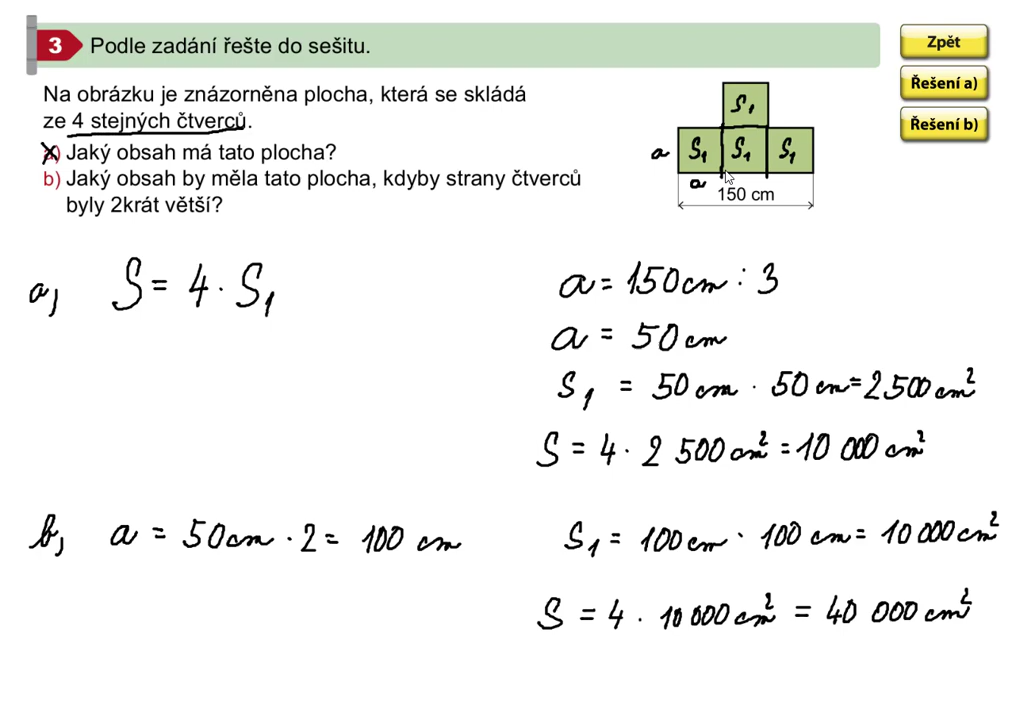 3 Podle zadání řešte do sešitu.
Zpět
Řešení a)
Řešení b)
Na obrázku je znázorněna plocha, která se skládá
ze 4 stejných čtverců.
a) Jaký obsah má tato plocha?
b) Jaký obsah by měla tato plocha, kdyby strany čtverců
byly 2krát větší?
S₁
a S₁ S₁ S₁
a
150 cm
a, S = 4 · S₁
a = 150 cm : 3
a = 50 cm
S₁ = 50 cm · 50 cm = 2 500 cm²
S = 4 · 2 500 cm² = 10 000 cm²
b, a = 50 cm · 2 = 100 cm
S₁ = 100 cm · 100 cm = 10 000 cm²
S = 4 · 10 000 cm² = 40 000 cm²